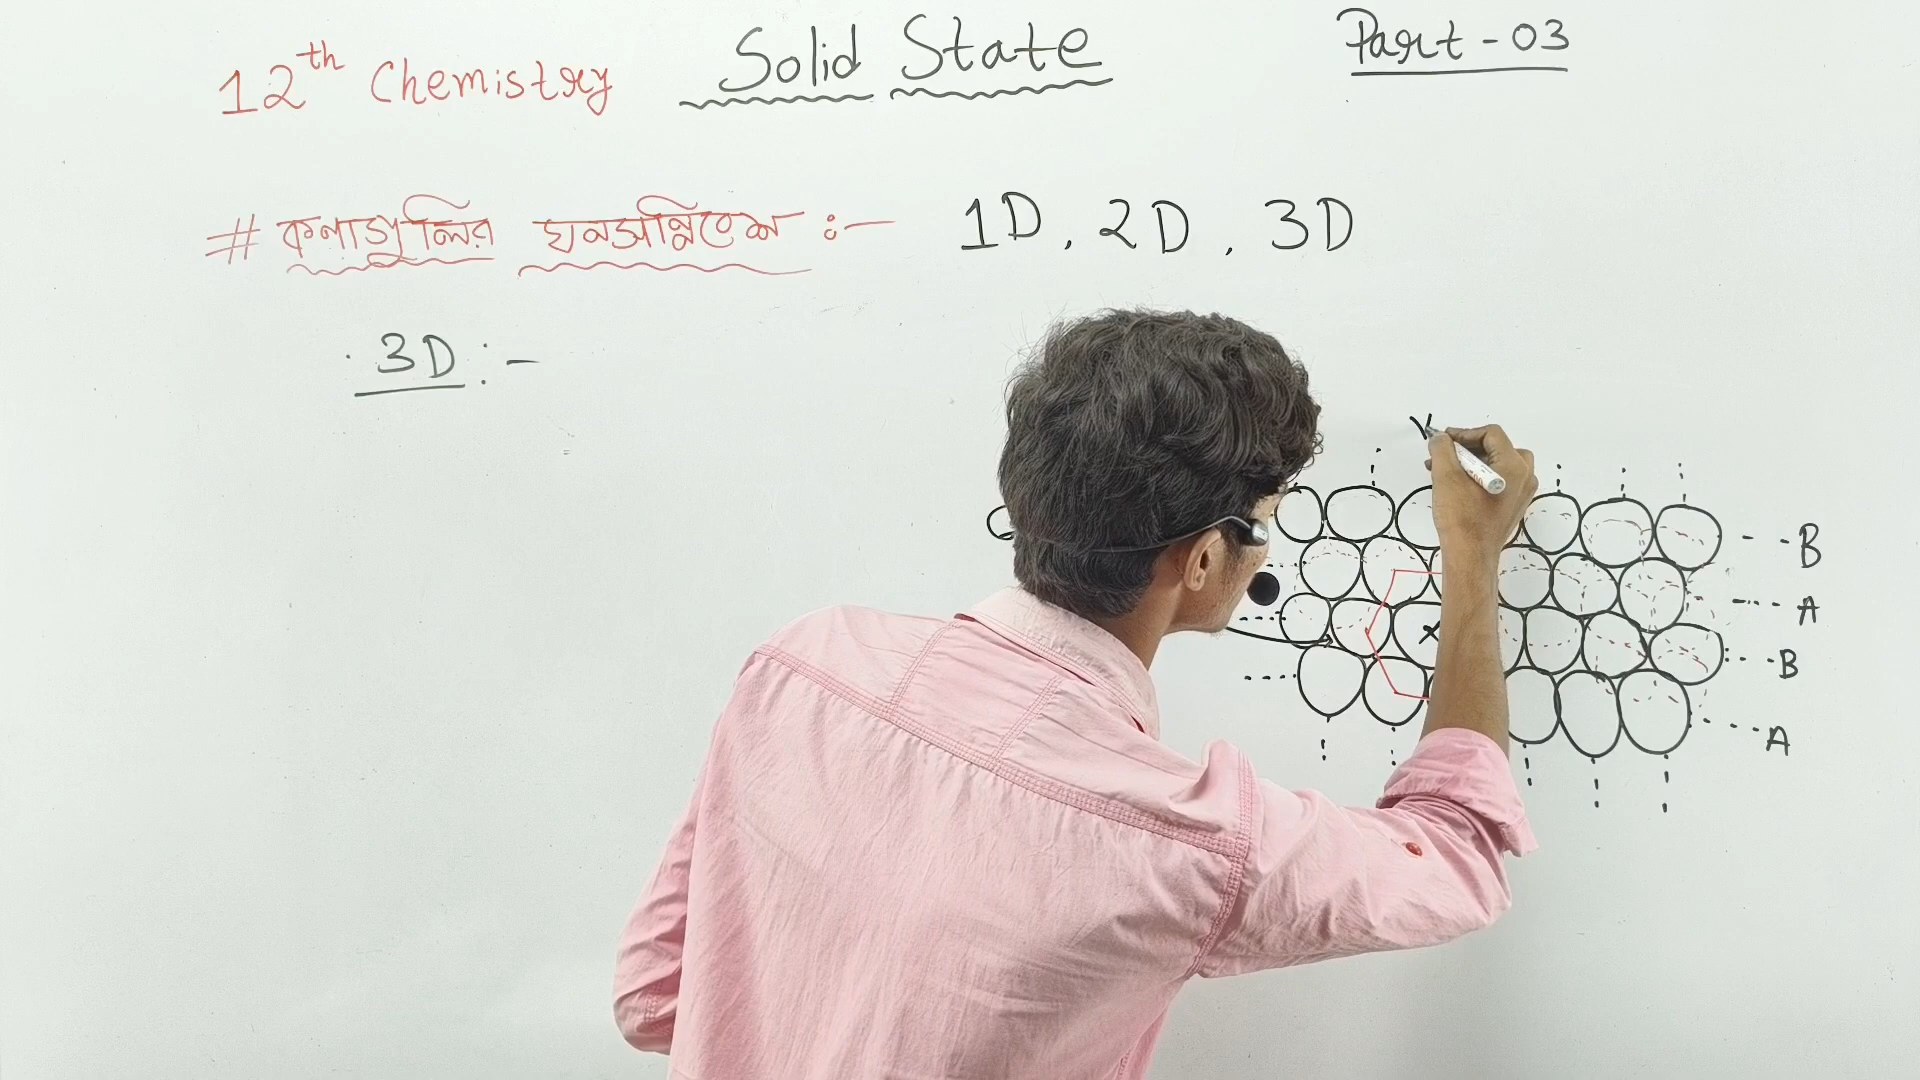 12th Chemistry Solid State Part-03
# কণাগুলির ঘনসন্নিবেশ :- 1D, 2D, 3D
3D :-
B
A
x
B
A